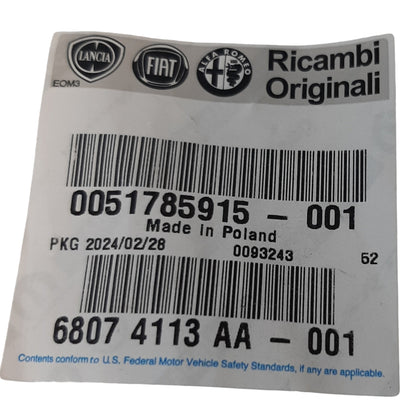 LANCIA FIAT ALFA ROMEO Ricambi
EOM3 Originali
0051785915 - 001
Made in Poland
PKG 2024/02/28 0093243 52
6807 4113 AA - 001
Contents conform to U.S. Federal Motor Vehicle Safety Standards, if any are applicable.